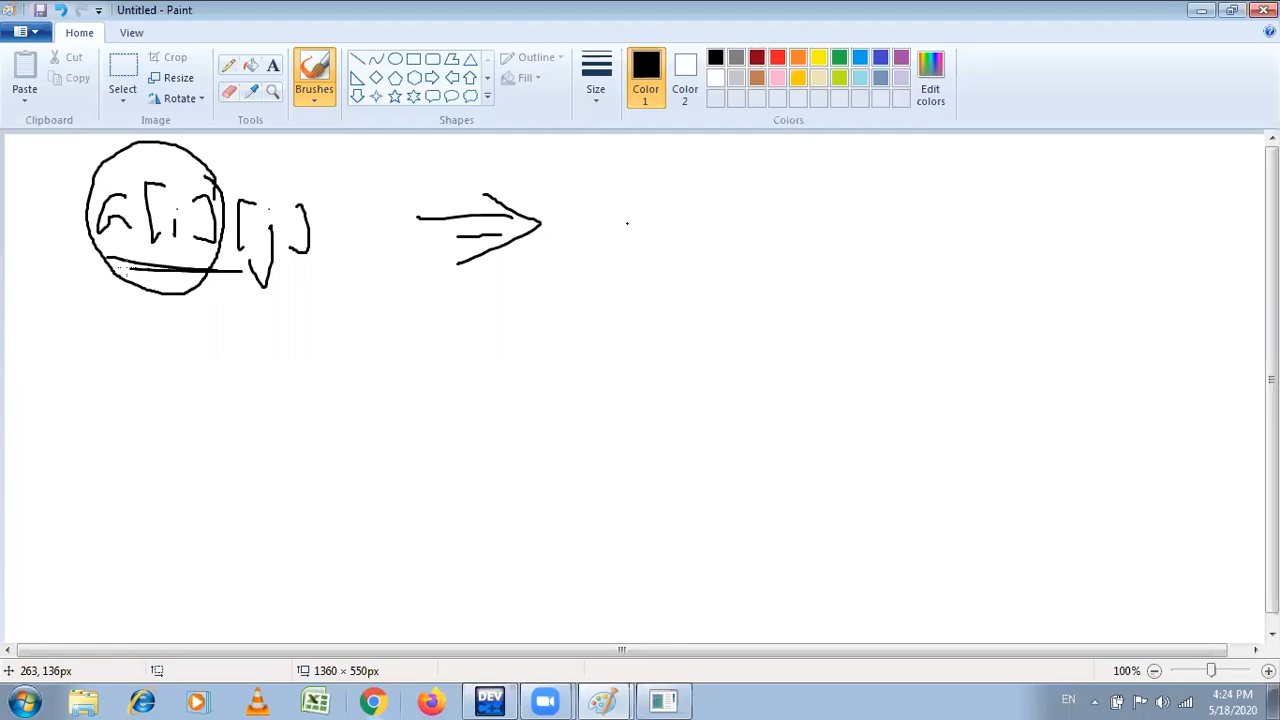 Untitled - Paint
Home
View
Paste
Cut
Copy
Clipboard
Select
Crop
Resize
Rotate
Image
Tools
A
Brushes
Shapes
Outline
Fill
Size
Color
1
Color
2
Edit
colors
Colors
a[i][j]
263, 136px
1360 × 550px
100%
DEV
C++
EN
4:24 PM
5/18/2020